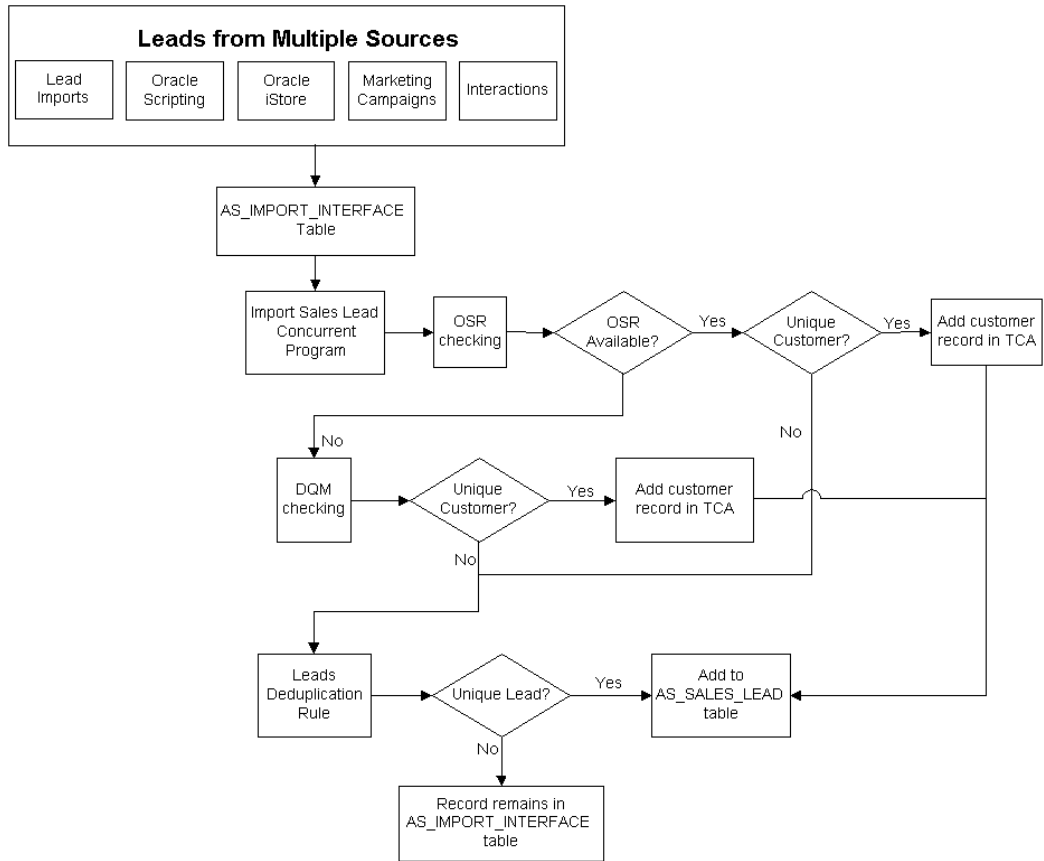 Leads from Multiple Sources
Lead
Imports
Oracle
Scripting
Oracle
iStore
Marketing
Campaigns
Interactions
AS_IMPORT_INTERFACE
Table
Import Sales Lead
Concurrent
Program
OSR
checking
OSR
Available?
Yes
Unique
Customer?
Yes
Add customer
record in TCA
No
No
DQM
checking
Unique
Customer?
Yes
Add customer
record in TCA
No
Leads
Deduplication
Rule
Unique Lead?
Yes
Add to
AS_SALES_LEAD
table
No
Record remains in
AS_IMPORT_INTERFACE
table